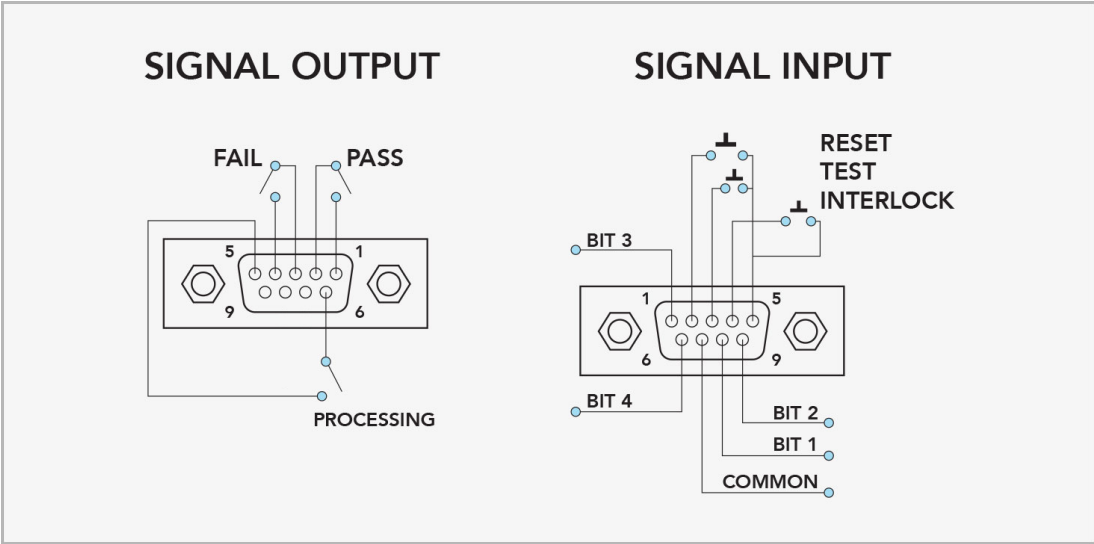 SIGNAL OUTPUT
FAIL
PASS
5
1
9
6
PROCESSING
SIGNAL INPUT
RESET
TEST
INTERLOCK
BIT 3
1
5
6
9
BIT 4
BIT 2
BIT 1
COMMON